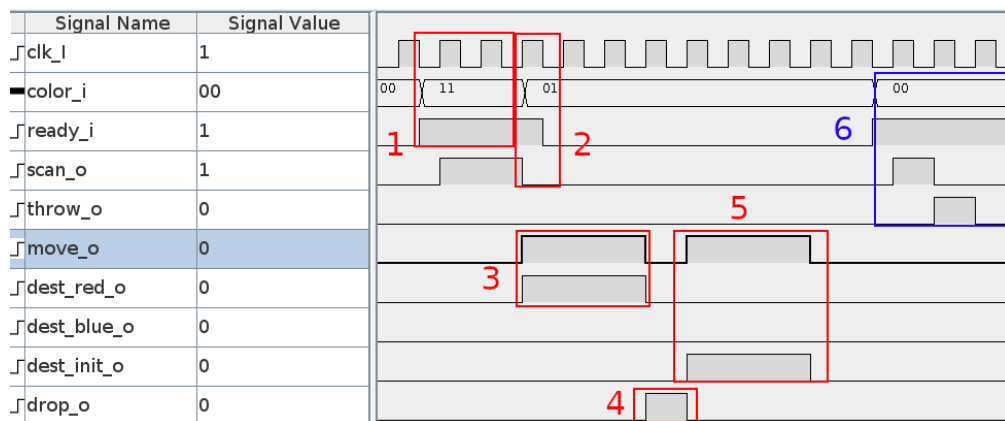 Signal Name Signal Value
clk_I 1
color_i 00 00 11 01 00
ready_i 1 1 2 6
scan_o 1
throw_o 0 5
move_o 0
dest_red_o 0 3
dest_blue_o 0
dest_init_o 0
drop_o 0 4